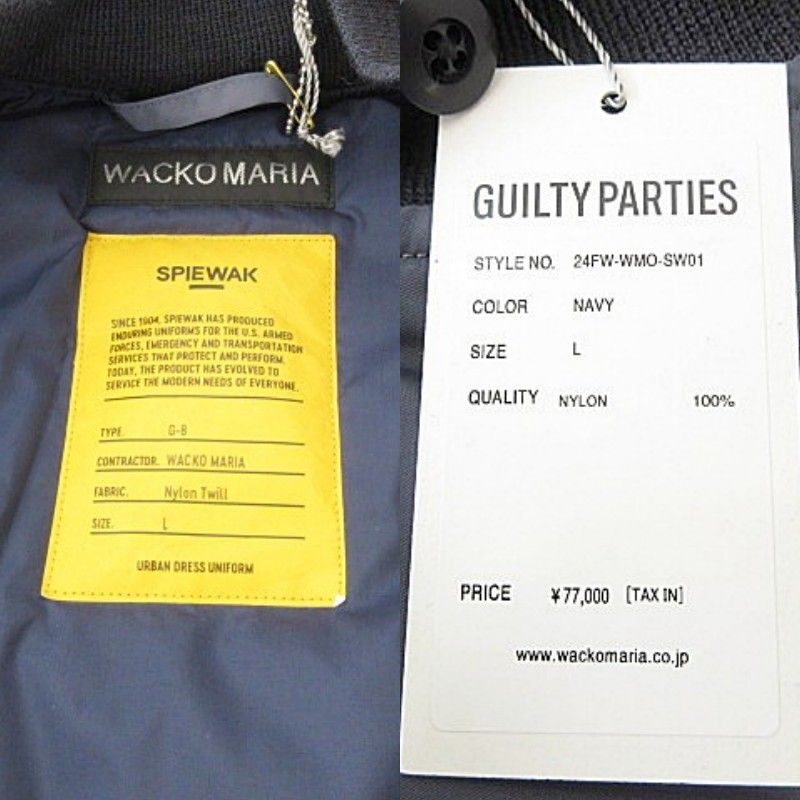 WACKO MARIA
SPIEWAK
SINCE 1904, SPIEWAK HAS PRODUCED
ENDURING UNIFORMS FOR THE U.S. ARMED
FORCES, EMERGENCY AND TRANSPORTATION
SERVICES THAT PROTECT AND PERFORM.
TODAY, THE PRODUCT HAS EVOLVED TO
SERVICE THE MODERN NEEDS OF EVERYONE.
TYPE. G-8
CONTRACTOR. WACKO MARIA
FABRIC. Nylon Twill
SIZE. L
URBAN DRESS UNIFORM
GUILTY PARTIES
STYLE NO. 24FW-WMO-SW01
COLOR NAVY
SIZE L
QUALITY NYLON 100%
PRICE ¥77,000 [TAX IN]
www.wackomaria.co.jp